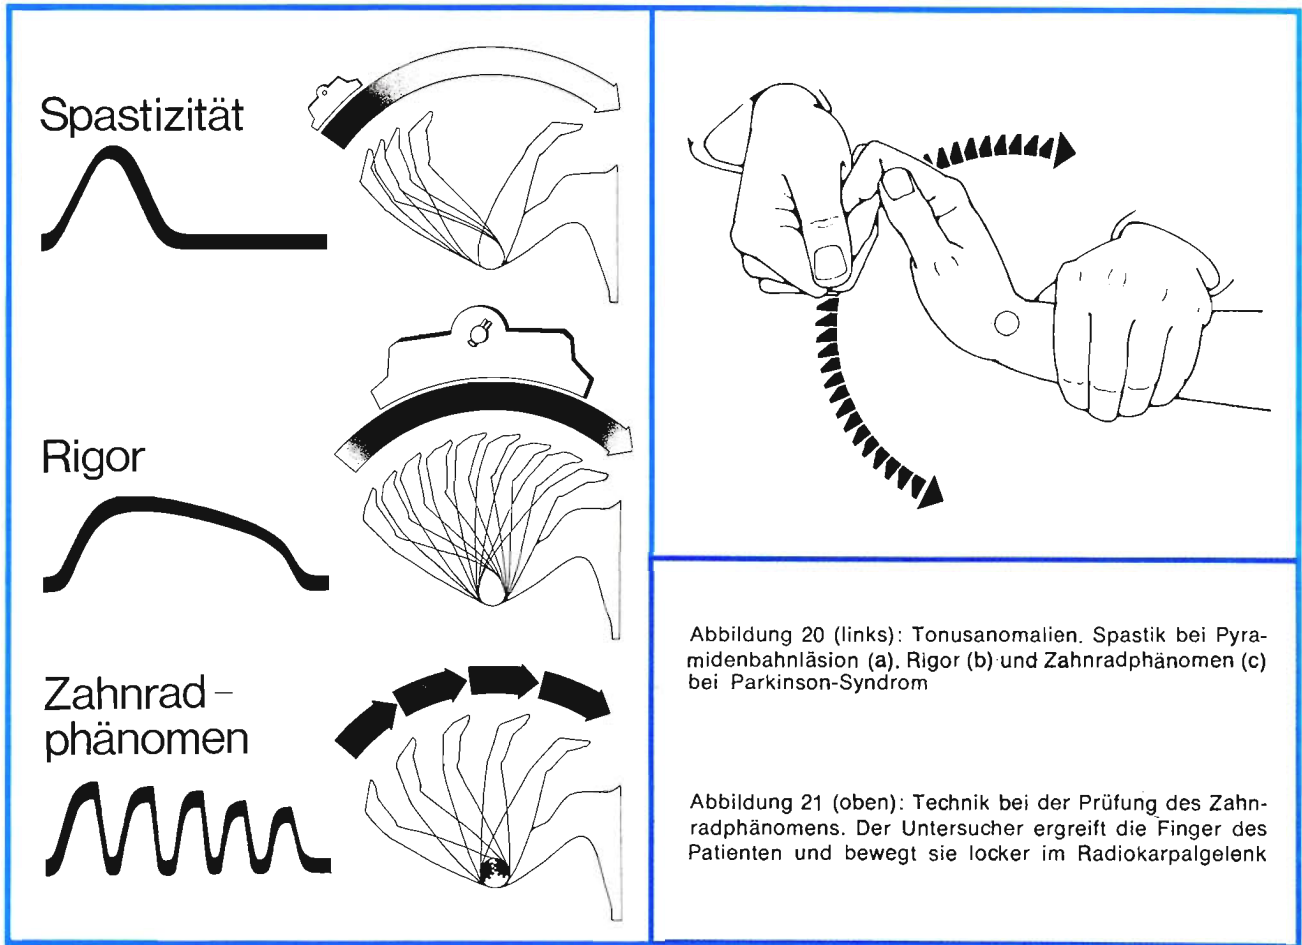 Spastizität
Rigor
Zahnrad –
phänomen
Abbildung 20 (links): Tonusanomalien. Spastik bei Pyra-
midenbahnläsion (a). Rigor (b) und Zahnradphänomen (c)
bei Parkinson-Syndrom
Abbildung 21 (oben): Technik bei der Prüfung des Zahn-
radphänomens. Der Untersucher ergreift die Finger des
Patienten und bewegt sie locker im Radiokarpalgelenk